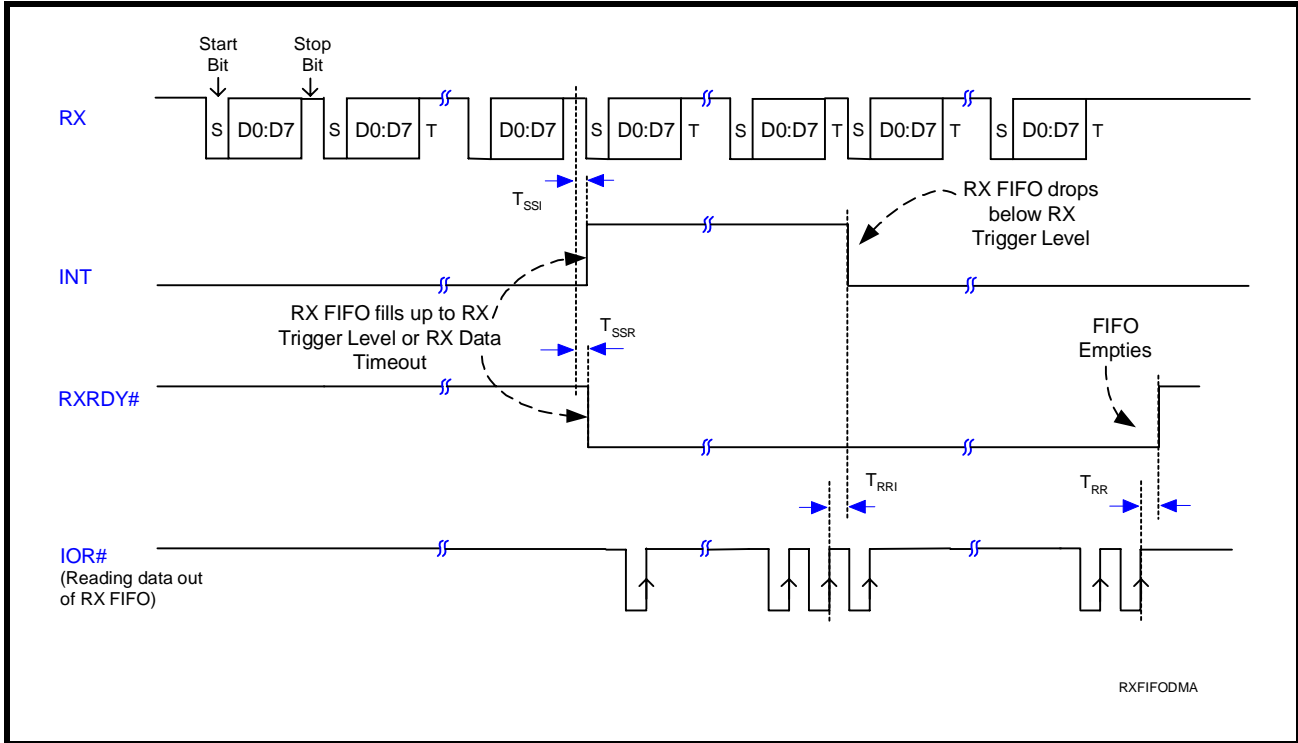 Start
Bit
Stop
Bit
RX
S D0:D7 S D0:D7 T D0:D7 S D0:D7 T S D0:D7 T S D0:D7 T S D0:D7 T
TSSI
RX FIFO drops
below RX
Trigger Level
INT
RX FIFO fills up to RX
Trigger Level or RX Data
Timeout
TSSR
FIFO
Empties
RXRDY#
TRRI
TRR
IOR#
(Reading data out
of RX FIFO)
RXFIFODMA